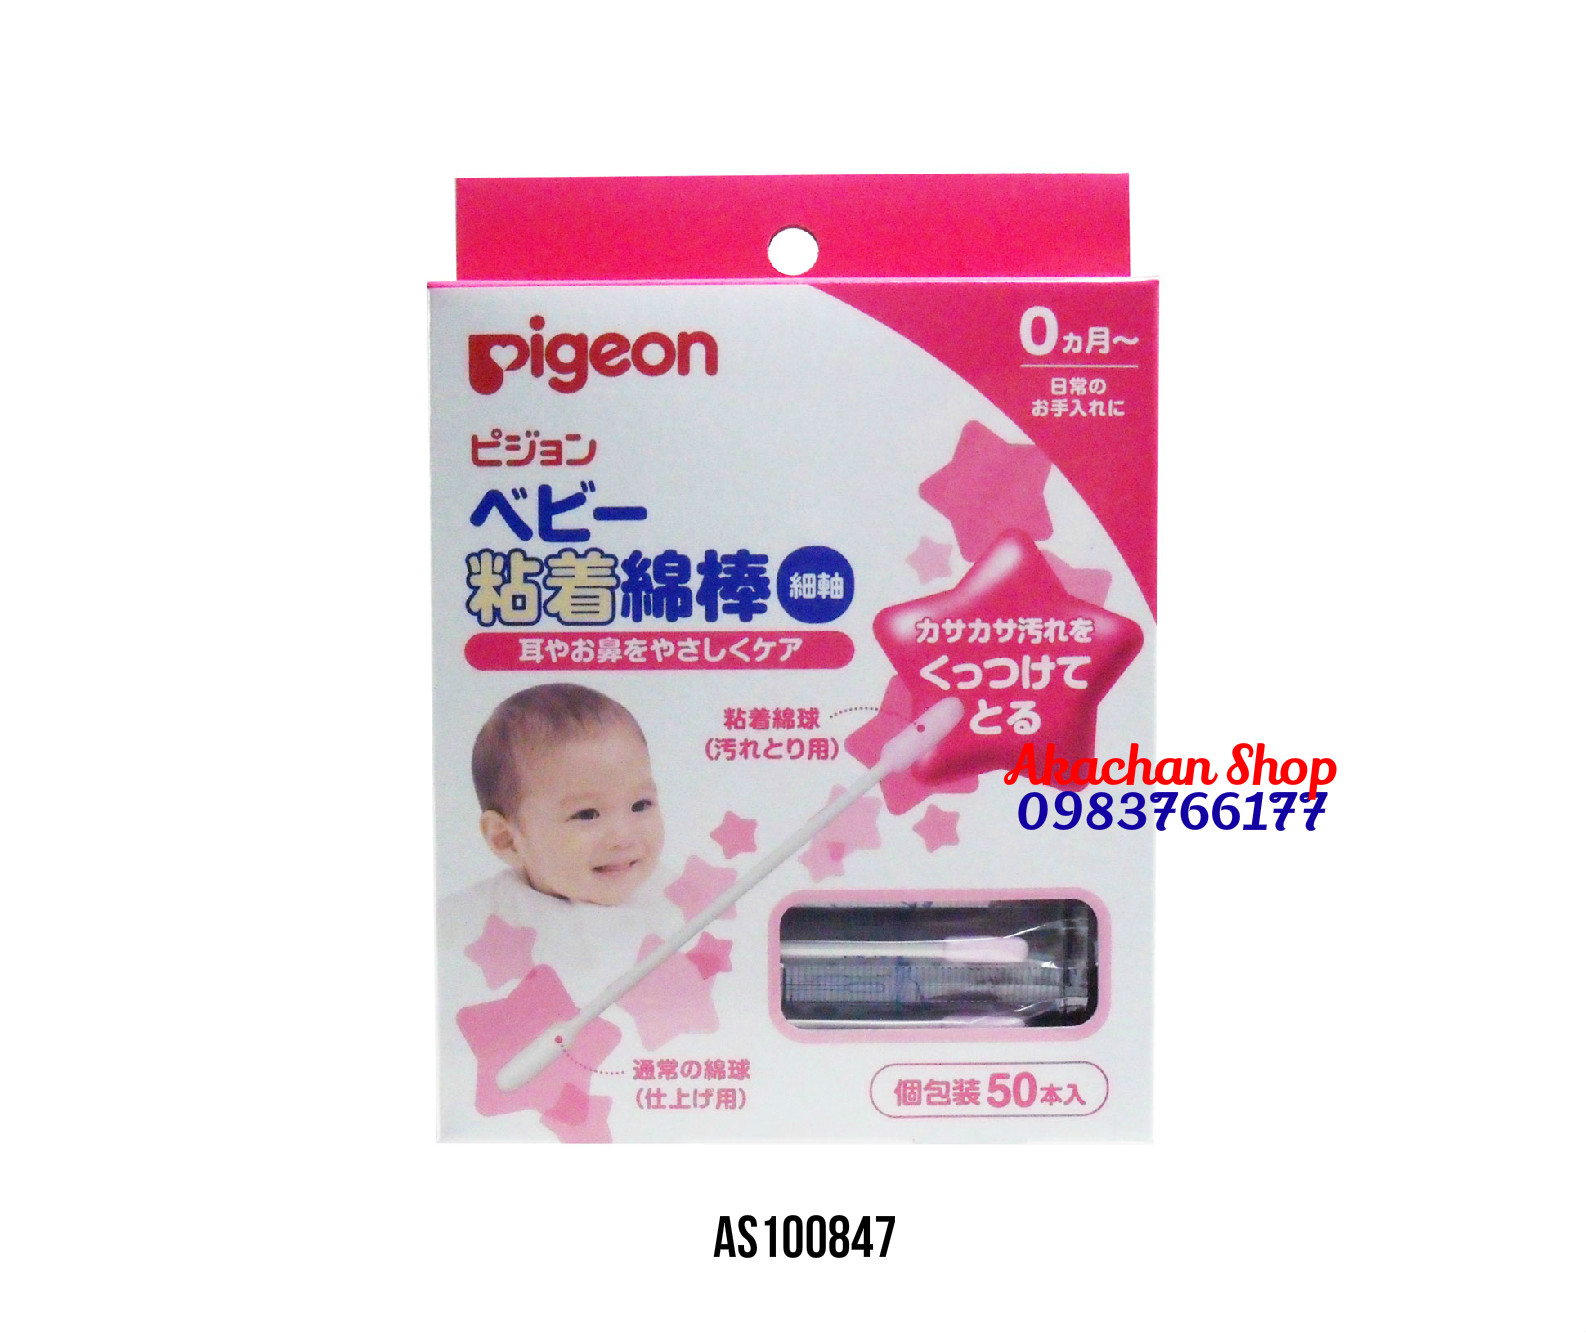 pigeon
0ヵ月～
日常の
お手入れに
ピジョン
ベビー
粘着綿棒 細軸
耳やお鼻をやさしくケア
カサカサ汚れを
くっつけて
とる
粘着綿球
（汚れとり用）
Akachan Shop
0983766177
通常の綿球
（仕上げ用）
個包装50本入
AS100847